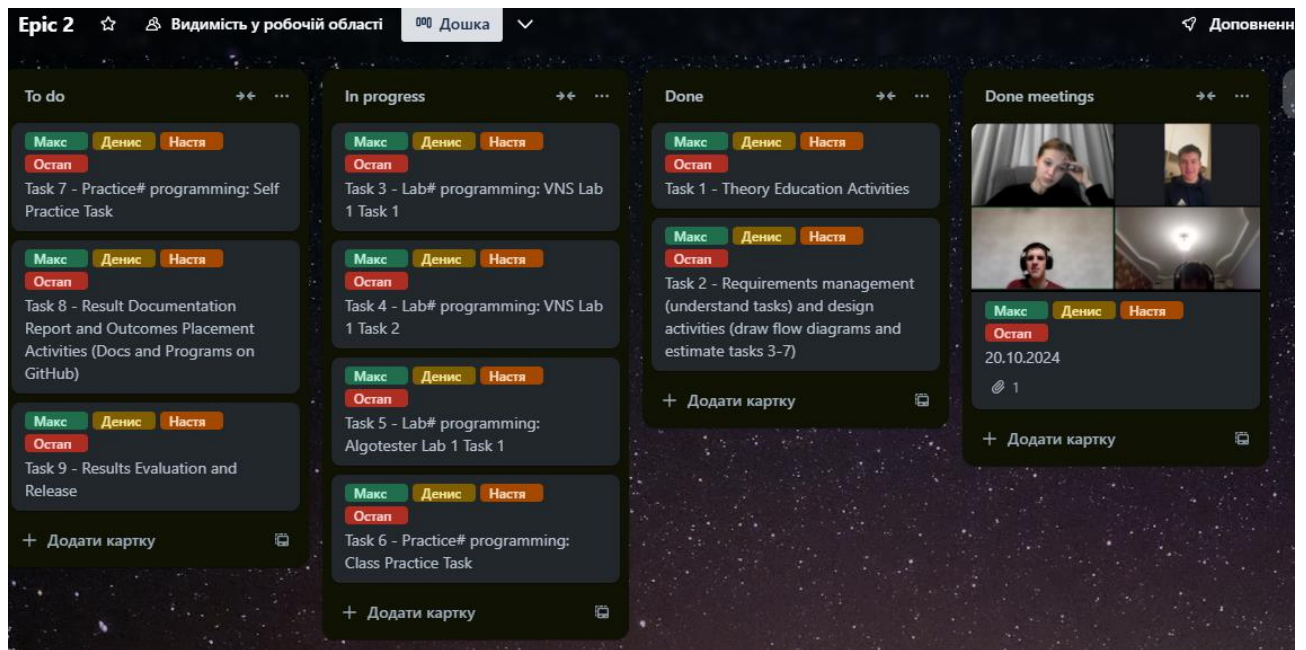 Epic 2
Видимість у робочій області
Дошка
To do
Макс Денис Настя
Остап
Task 7 - Practice# programming: Self
Practice Task
Макс Денис Настя
Остап
Task 8 - Result Documentation
Report and Outcomes Placement
Activities (Docs and Programs on
GitHub)
Макс Денис Настя
Остап
Task 9 - Results Evaluation and
Release
+ Додати картку
In progress
Макс Денис Настя
Остап
Task 3 - Lab# programming: VNS Lab
1 Task 1
Макс Денис Настя
Остап
Task 4 - Lab# programming: VNS Lab
1 Task 2
Макс Денис Настя
Остап
Task 5 - Lab# programming:
Algotester Lab 1 Task 1
Макс Денис Настя
Остап
Task 6 - Practice# programming:
Class Practice Task
+ Додати картку
Done
Макс Денис Настя
Остап
Task 1 - Theory Education Activities
Макс Денис Настя
Остап
Task 2 - Requirements management
(understand tasks) and design
activities (draw flow diagrams and
estimate tasks 3-7)
+ Додати картку
Done meetings
Макс Денис Настя
Остап
20.10.2024
1
+ Додати картку